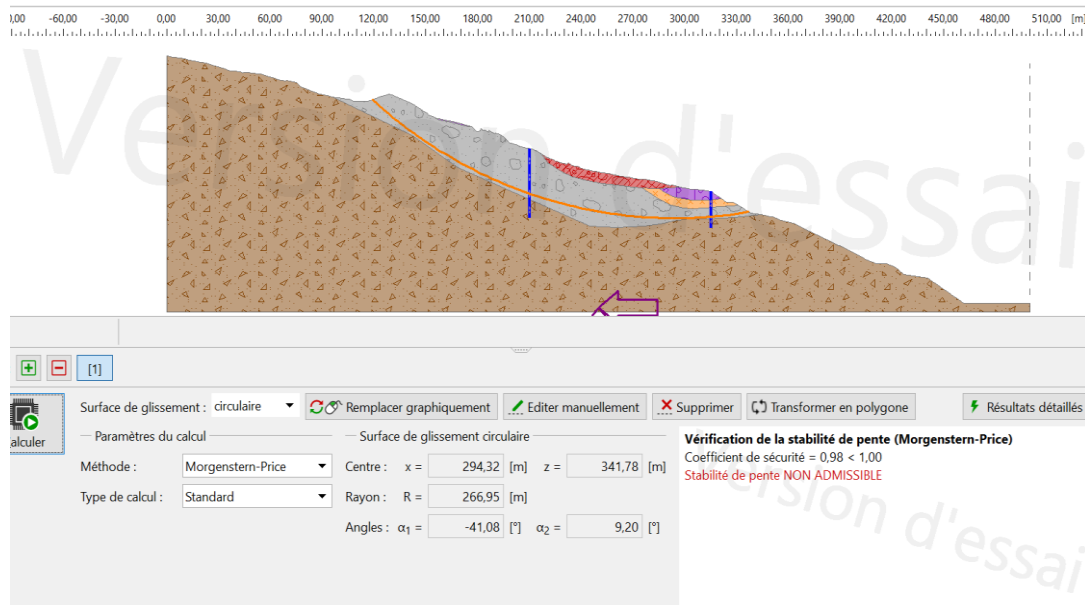 -60,00 -30,00 0,00 30,00 60,00 90,00 120,00 150,00 180,00 210,00 240,00 270,00 300,00 330,00 360,00 390,00 420,00 450,00 480,00 510,00 [m]
Version d'essai
[1]
Surface de glissement : circulaire Remplacer graphiquement Editer manuellement Supprimer Transformer en polygone Résultats détaillés
Paramètres du calcul Surface de glissement circulaire Vérification de la stabilité de pente (Morgenstern-Price)
Coefficient de sécurité = 0,98 < 1,00
Méthode : Morgenstern-Price Centre : x = 294,32 [m] z = 341,78 [m] Stabilité de pente NON ADMISSIBLE
Type de calcul : Standard Rayon : R = 266,95 [m]
Angles : α1 = -41,08 [°] α2 = 9,20 [°]
Version d'essai